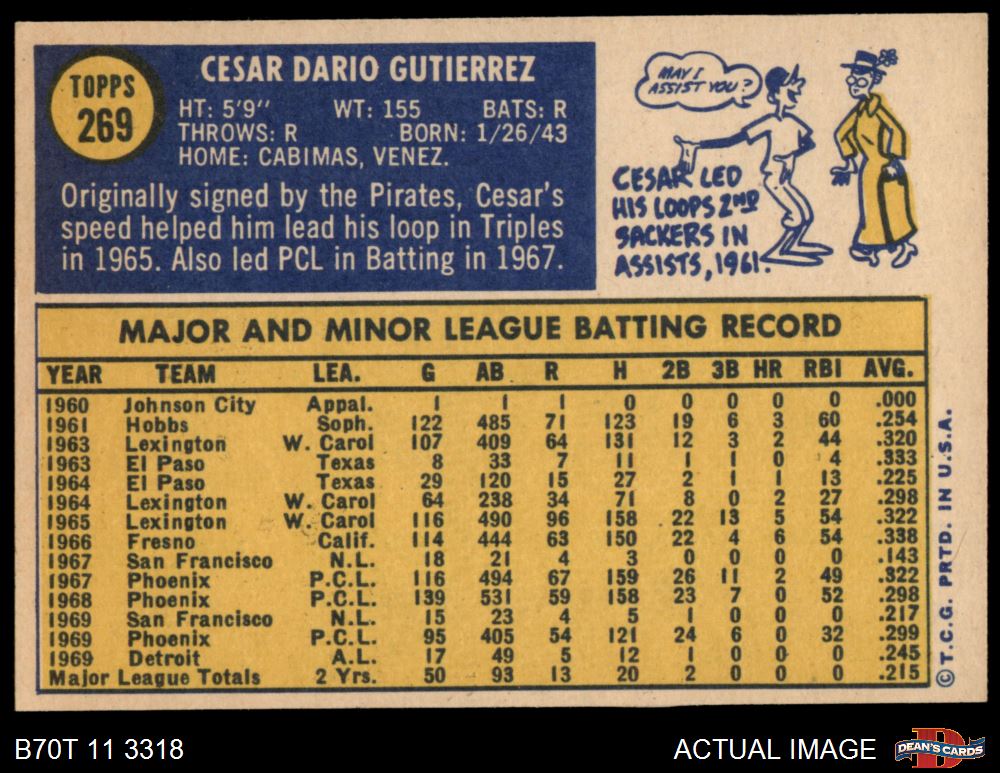 TOPPS
269
CESAR DARIO GUTIERREZ
HT: 5'9" WT: 155 BATS: R
THROWS: R BORN: 1/26/43
HOME: CABIMAS, VENEZ.
Originally signed by the Pirates, Cesar's
speed helped him lead his loop in Triples
in 1965. Also led PCL in Batting in 1967.
MAY I
ASSIST YOU?
CESAR LED
HIS LOOPS 2ND
SACKERS IN
ASSISTS, 1961.
MAJOR AND MINOR LEAGUE BATTING RECORD
YEAR TEAM LEA. G AB R H 2B 3B HR RBI AVG.
1960 Johnson City Appal. 1 1 1 0 0 0 0 0 .000
1961 Hobbs Soph. 122 485 71 123 19 6 3 60 .254
1963 Lexington W. Carol 107 409 64 131 12 3 2 44 .320
1963 El Paso Texas 8 33 7 11 1 1 0 4 .333
1964 El Paso Texas 29 120 15 27 2 1 1 13 .225
1964 Lexington W. Carol 64 238 34 71 8 0 2 27 .298
1965 Lexington W. Carol 116 490 96 158 22 13 5 54 .322
1966 Fresno Calif. 114 444 63 150 22 4 6 54 .338
1967 San Francisco N.L. 18 21 4 3 0 0 0 0 .143
1967 Phoenix P.C.L. 116 494 67 159 26 11 2 49 .322
1968 Phoenix P.C.L. 139 531 59 158 23 7 0 52 .298
1969 San Francisco N.L. 15 23 4 5 1 0 0 0 .217
1969 Phoenix P.C.L. 95 405 54 121 24 6 0 32 .299
1969 Detroit A.L. 17 49 5 12 1 0 0 0 .245
Major League Totals 2 Yrs. 50 93 13 20 2 0 0 0 .215
© T.C.G. PRTD. IN U.S.A.
B70T 11 3318
ACTUAL IMAGE
D
DEAN'S CARDS